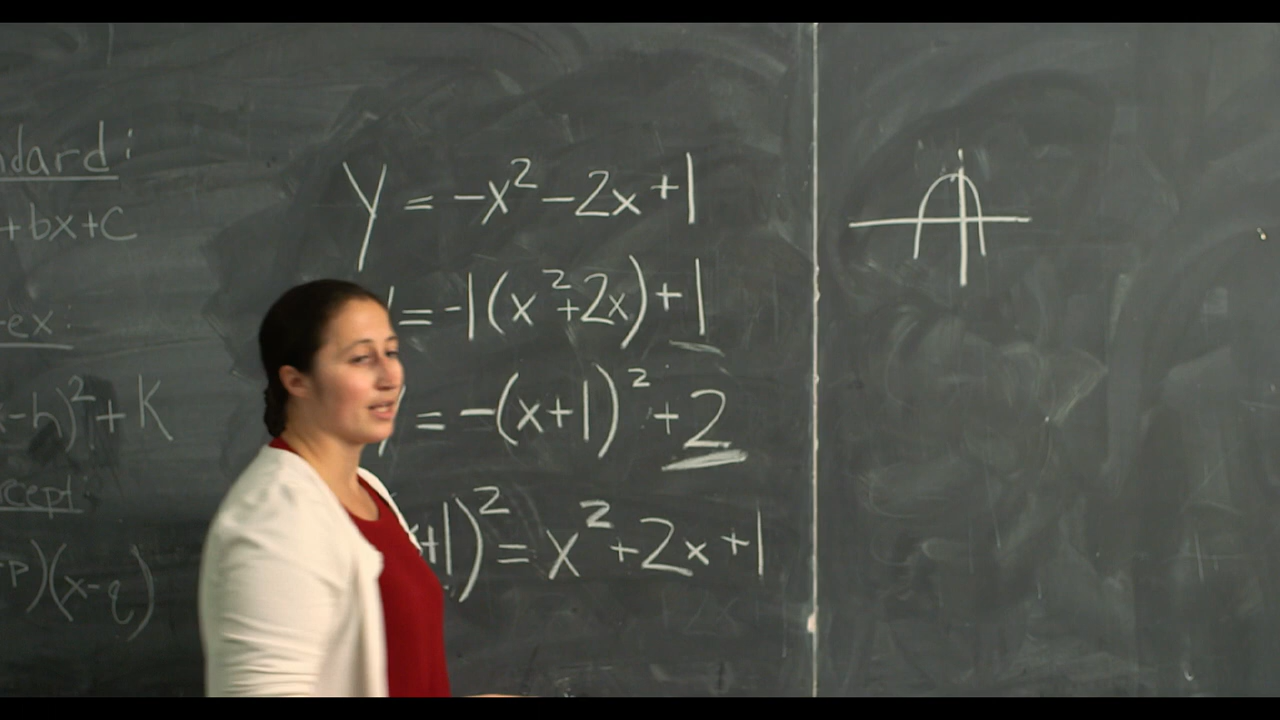 ndard:
+bx+C
ex:
x-h)²+K
rcept:
-p)(x-q)
y = -x²-2x+1
= -1(x²+2x)+1
= -(x+1)²+2
+1)² = x²+2x+1